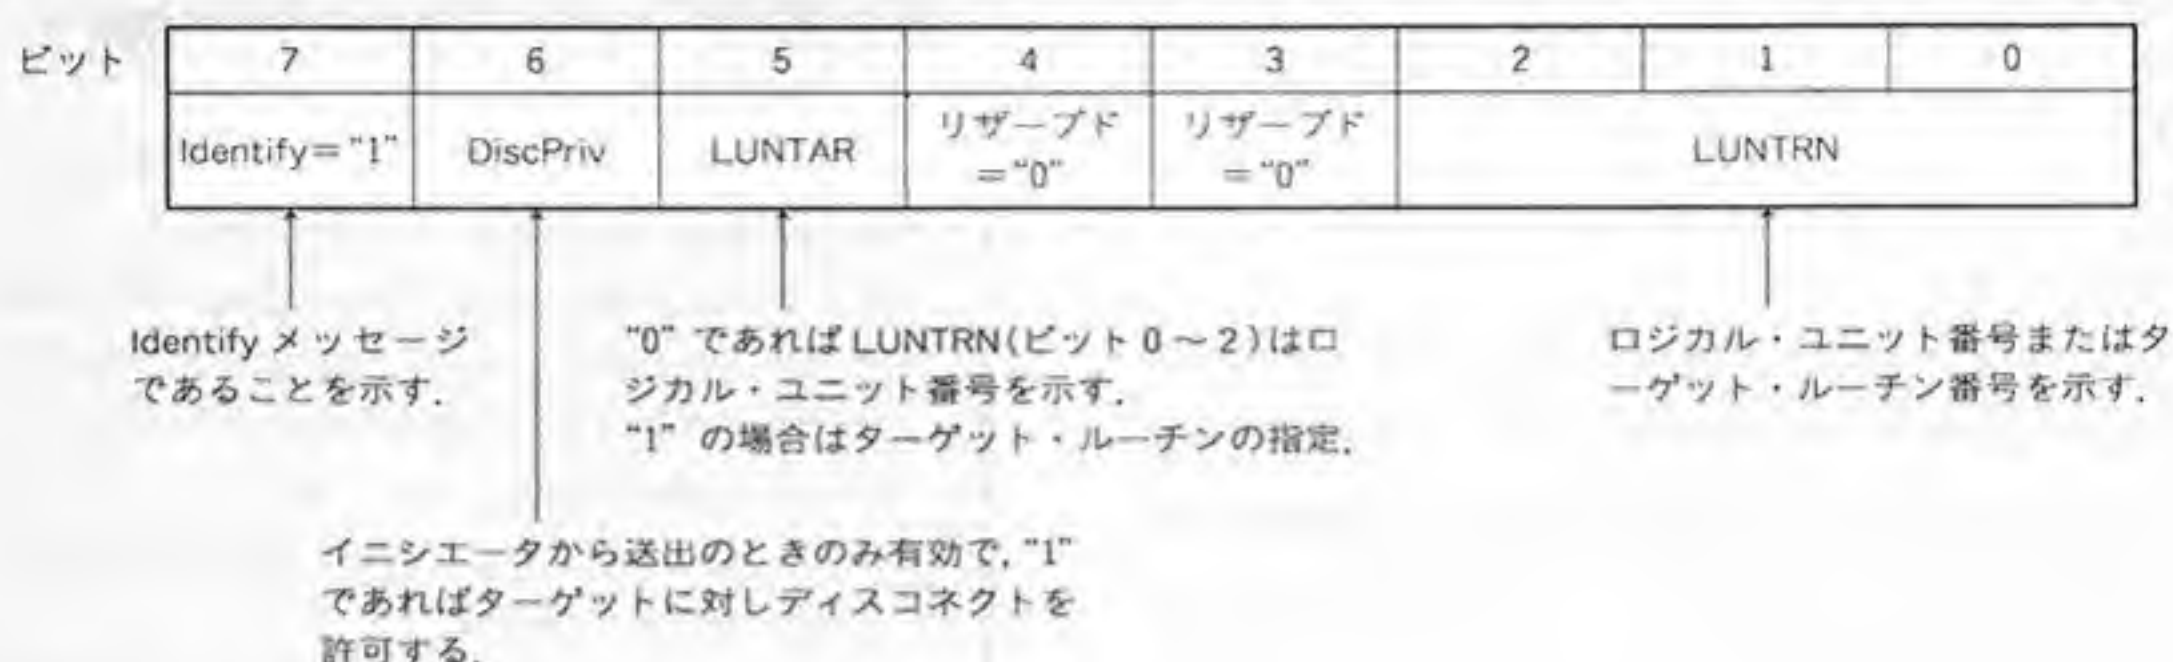 ビット 7 6 5 4 3 2 1 0
Identify="1" DiscPriv LUNTAR リザーブド ="0" リザーブド ="0" LUNTRN
Identify メッセージ
であることを示す.
"0" であれば LUNTRN(ビット 0 ～ 2)はロ
ジカル・ユニット番号を示す.
"1" の場合はターゲット・ルーチンの指定.
ロジカル・ユニット番号またはタ
ーゲット・ルーチン番号を示す.
イニシエータから送出のときのみ有効で, "1"
であればターゲットに対しディスコネクトを
許可する.